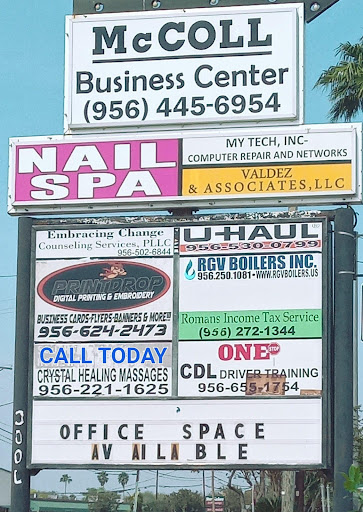 McCOLL
Business Center
(956) 445-6954
NAIL
SPA
MY TECH, INC-
COMPUTER REPAIR AND NETWORKS
VALDEZ
& ASSOCIATES, LLC
Embracing Change
Counseling Services, PLLC
956-502-6844
PRINTDROP
DIGITAL PRINTING & EMBROIDERY
BUSINESS CARDS-FLYERS-BANNERS & MORE!!!
956-624-2473
CALL TODAY
CRYSTAL HEALING MASSAGES
956-221-1625
U-HAUL
956-530-0799
RGV BOILERS INC.
956.250.1081 • WWW.RGVBOILERS.US
Romans Income Tax Service
(956) 272-1344
ONE STOP
CDL DRIVER TRAINING
956-655-1754
OFFICE SPACE
AVAILABLE